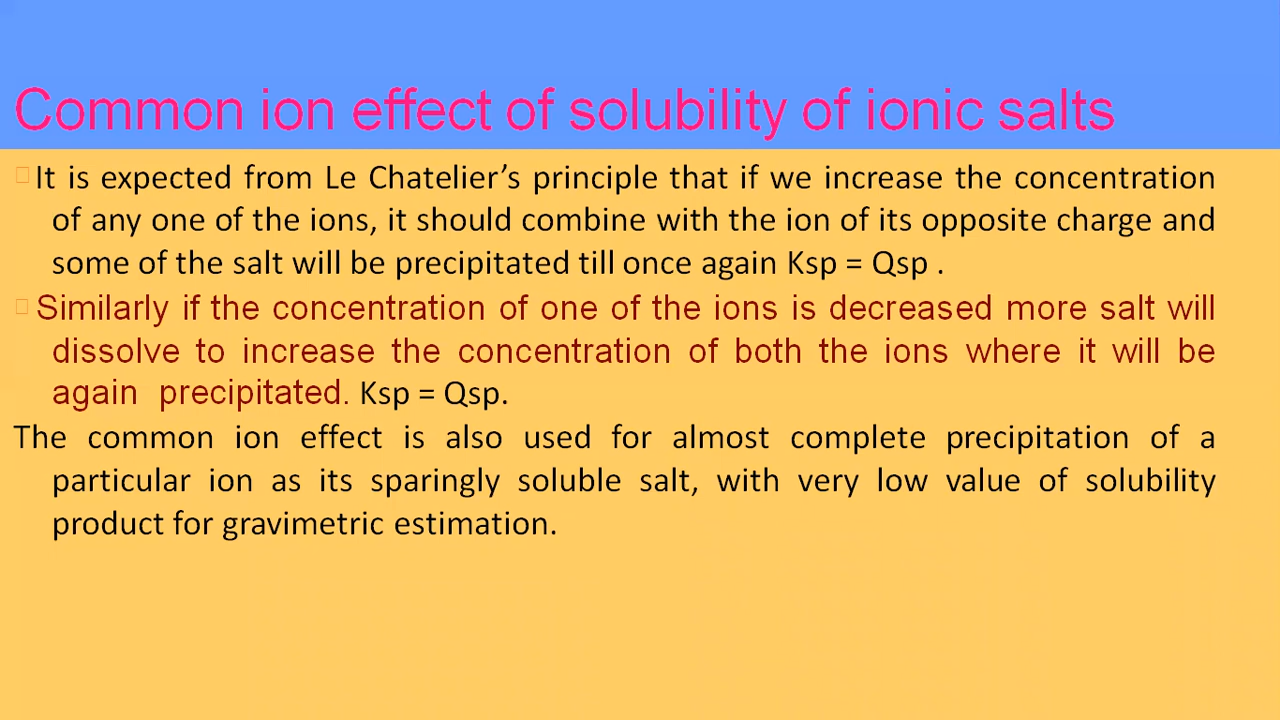 Common ion effect of solubility of ionic salts
It is expected from Le Chatelier’s principle that if we increase the concentration
of any one of the ions, it should combine with the ion of its opposite charge and
some of the salt will be precipitated till once again Ksp = Qsp .
Similarly if the concentration of one of the ions is decreased more salt will
dissolve to increase the concentration of both the ions where it will be
again precipitated. Ksp = Qsp.
The common ion effect is also used for almost complete precipitation of a
particular ion as its sparingly soluble salt, with very low value of solubility
product for gravimetric estimation.